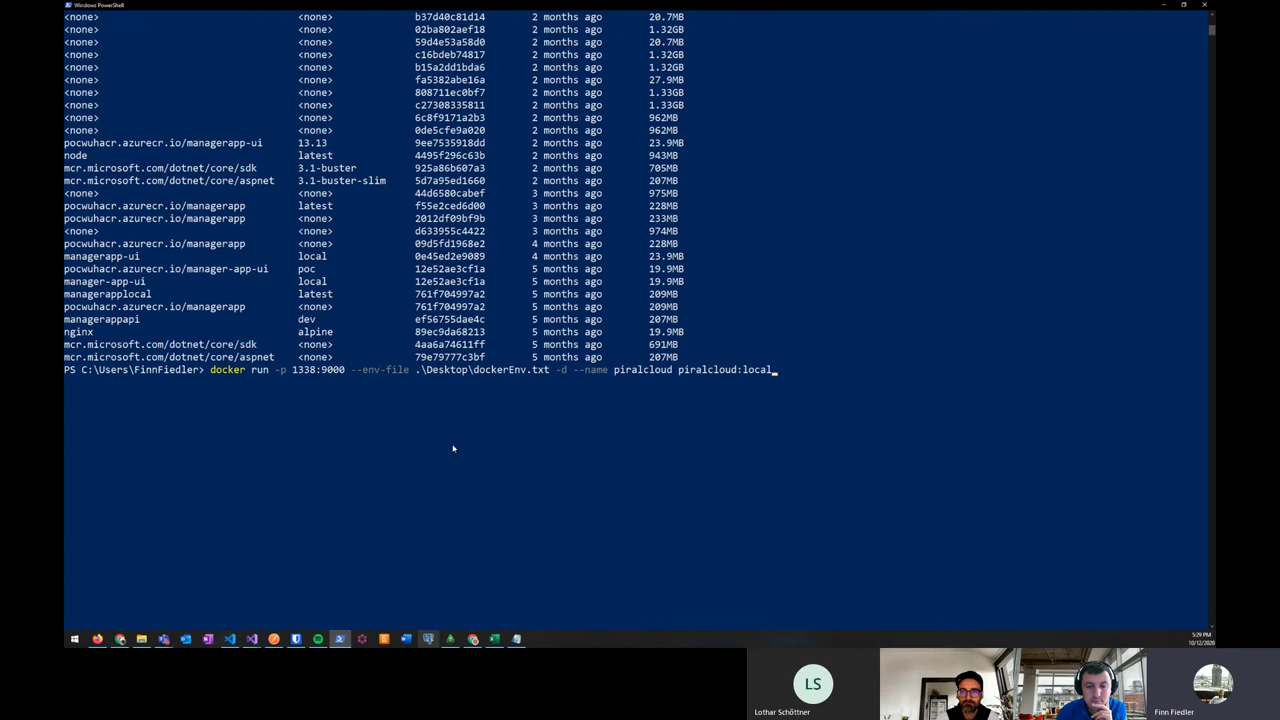 Windows PowerShell
<none> <none> b37d40c81d14 2 months ago 20.7MB
<none> <none> 02ba802aef18 2 months ago 1.32GB
<none> <none> 59d4e53a58d0 2 months ago 20.7MB
<none> <none> c16bdeb74817 2 months ago 1.32GB
<none> <none> b15a2dd1bda6 2 months ago 1.32GB
<none> <none> fa5382abe16a 2 months ago 27.9MB
<none> <none> 808711ec0bf7 2 months ago 1.33GB
<none> <none> c27308335811 2 months ago 1.33GB
<none> <none> 6c8f9171a2b3 2 months ago 962MB
<none> <none> 0de5cfe9a020 2 months ago 962MB
pocwuhacr.azurecr.io/managerapp-ui 13.13 9ee7535918dd 2 months ago 23.9MB
node latest 4495f296c63b 2 months ago 943MB
mcr.microsoft.com/dotnet/core/sdk 3.1-buster 925a86b607a3 2 months ago 705MB
mcr.microsoft.com/dotnet/core/aspnet 3.1-buster-slim 5d7a95ed1660 2 months ago 207MB
<none> <none> 44d6580cabef 3 months ago 975MB
pocwuhacr.azurecr.io/managerapp latest f55e2ced6d00 3 months ago 228MB
pocwuhacr.azurecr.io/managerapp <none> 2012df09bf9b 3 months ago 233MB
<none> <none> d633955c4422 3 months ago 974MB
pocwuhacr.azurecr.io/managerapp <none> 09d5fd1968e2 4 months ago 228MB
managerapp-ui local 0e45ed2e9089 4 months ago 23.9MB
pocwuhacr.azurecr.io/manager-app-ui poc 12e52ae3cf1a 5 months ago 19.9MB
manager-app-ui local 12e52ae3cf1a 5 months ago 19.9MB
managerapplocal latest 761f704997a2 5 months ago 209MB
pocwuhacr.azurecr.io/managerapp <none> 761f704997a2 5 months ago 209MB
managerappapi dev ef56755dae4c 5 months ago 207MB
nginx alpine 89ec9da68213 5 months ago 19.9MB
mcr.microsoft.com/dotnet/core/sdk <none> 4aa6a74611ff 5 months ago 691MB
mcr.microsoft.com/dotnet/core/aspnet <none> 79e79777c3bf 5 months ago 207MB
PS C:\Users\FinnFiedler> docker run -p 1338:9000 --env-file .\Desktop\dockerEnv.txt -d --name piralcloud piralcloud:local
5:29 PM
10/12/2020
LS
Lothar Schöttner
Finn Fiedler